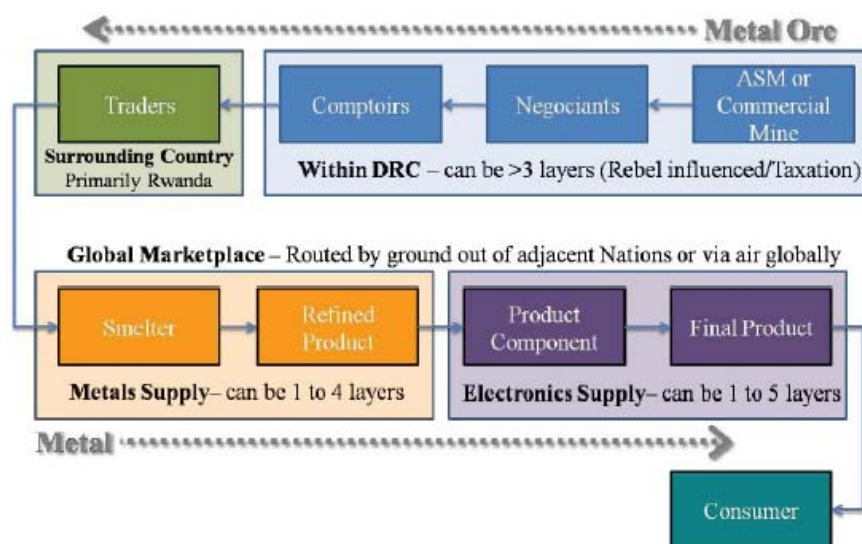 Metal Ore
Traders
Comptoirs
Negociants
ASM or
Commercial
Mine
Surrounding Country
Primarily Rwanda
Within DRC – can be >3 layers (Rebel influenced/Taxation)
Global Marketplace – Routed by ground out of adjacent Nations or via air globally
Smelter
Refined
Product
Product
Component
Final Product
Metals Supply– can be 1 to 4 layers
Electronics Supply– can be 1 to 5 layers
Metal
Consumer